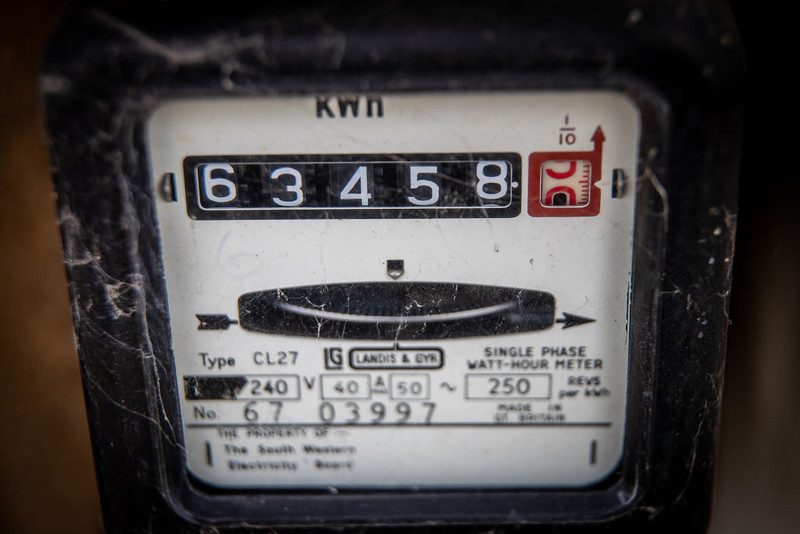 KWh
1/10
6 3 4 5 8
Type CL27 LG LANDIS & GYR SINGLE PHASE
WATT-HOUR METER
240 V 40 A 50 ~ 250 REVS
per kWh
No. 67 03997 MADE IN
GT. BRITAIN
THE PROPERTY OF
The South Western
Electricity Board